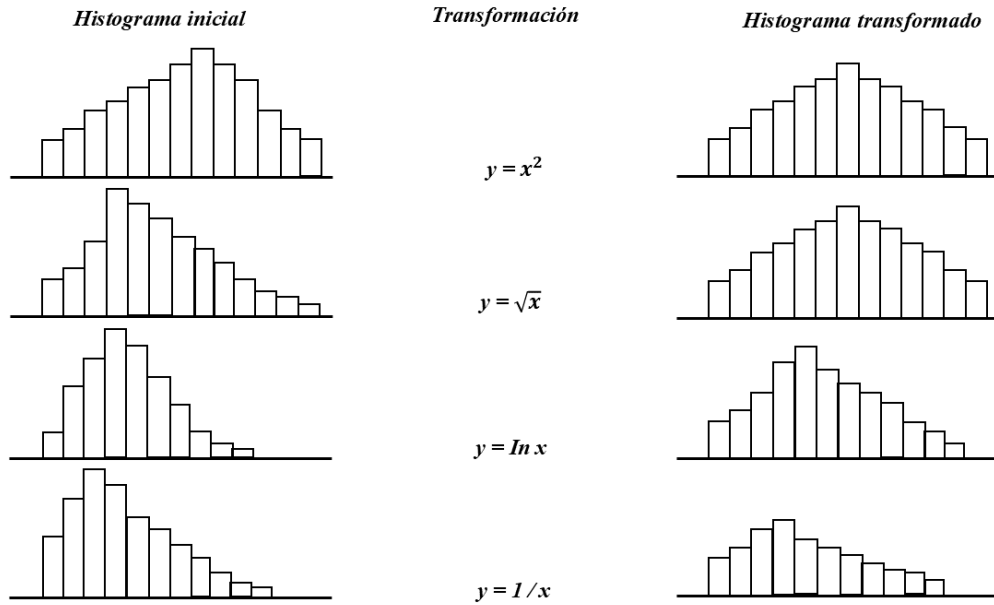 Histograma inicial
Transformación
Histograma transformado
y = x²
y = √x
y = In x
y = 1 / x